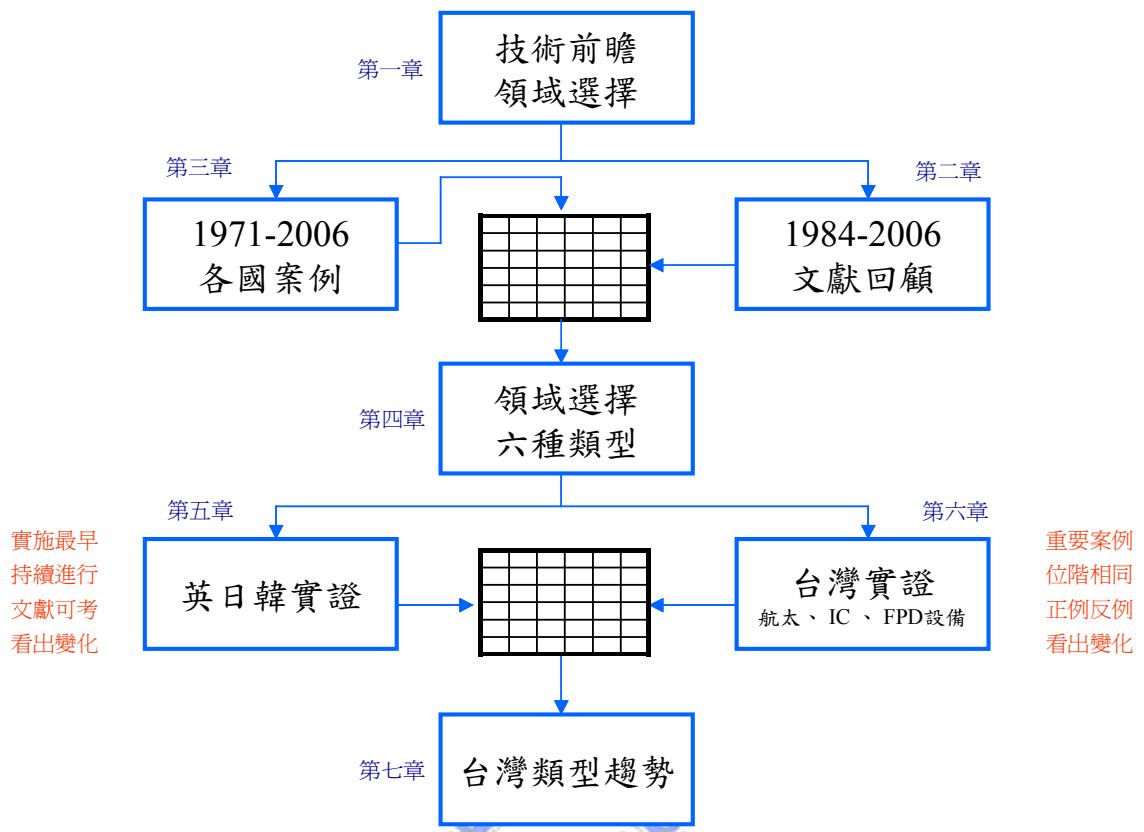 第一章
技術前瞻
領域選擇
第三章
1971-2006
各國案例
第二章
1984-2006
文獻回顧
第四章
領域選擇
六種類型
第五章
實施最早
持續進行
文獻可考
看出變化
英日韓實證
第六章
台灣實證
航太、 IC 、 FPD設備
重要案例
位階相同
正例反例
看出變化
第七章
台灣類型趨勢